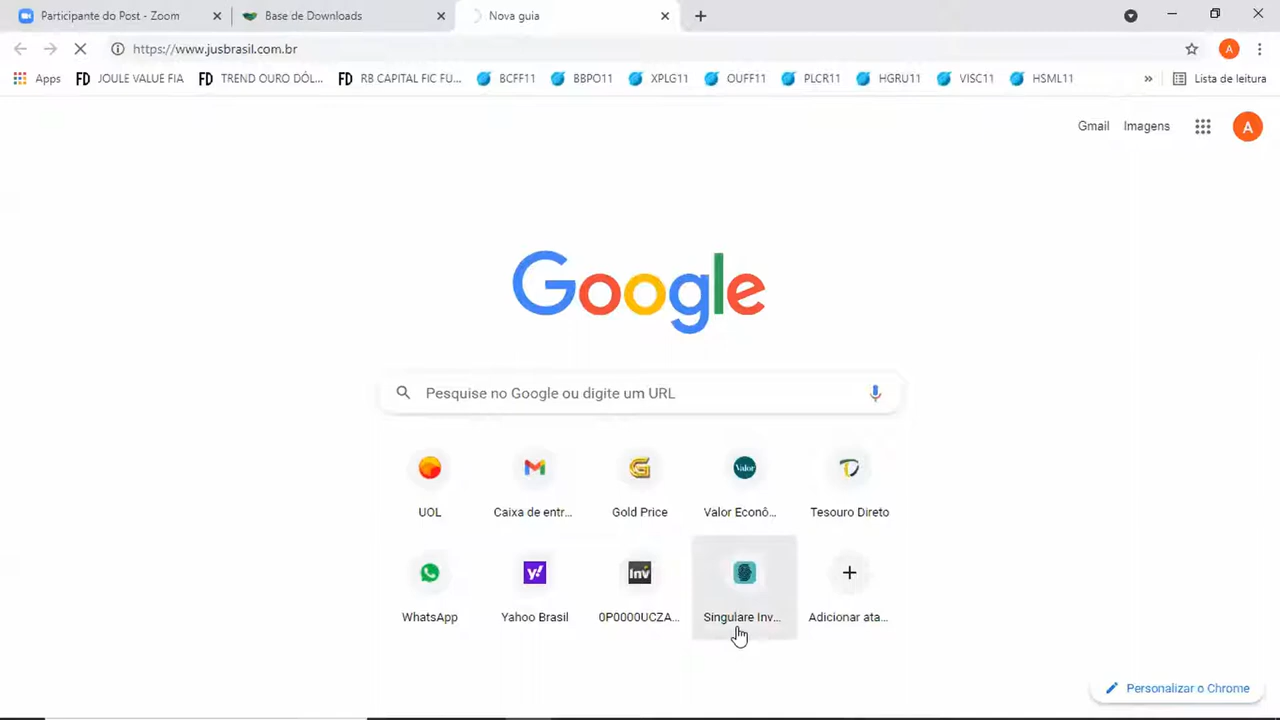 Participante do Post - Zoom
Base de Downloads
Nova guia
https://www.jusbrasil.com.br
A
Apps
FD JOULE VALUE FIA
FD TREND OURO DÓL...
FD RB CAPITAL FIC FU...
BCFF11
BBPO11
XPLG11
OUFF11
PLCR11
HGRU11
VISC11
HSML11
»
Lista de leitura
Gmail
Imagens
A
Google
Pesquise no Google ou digite um URL
Valor
UOL
Caixa de entr...
Gold Price
Valor Econô...
Tesouro Direto
y!
Inv
WhatsApp
Yahoo Brasil
0P0000UCZA...
Singulare Inv...
Adicionar ata...
Personalizar o Chrome